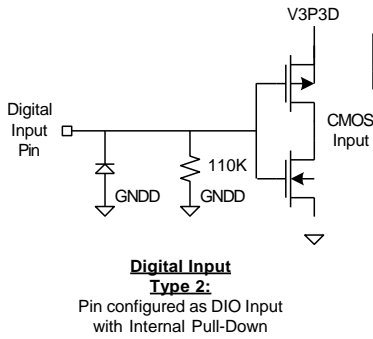 V3P3D
Digital
Input
Pin
CMOS
Input
110K
GNDD
GNDD
Digital Input
Type 2:
Pin configured as DIO Input
with Internal Pull-Down